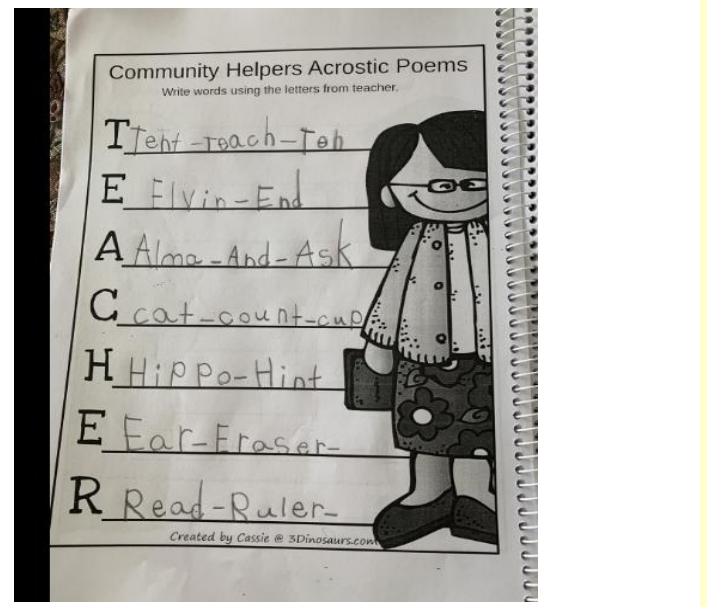 Community Helpers Acrostic Poems
Write words using the letters from teacher.
T Tent-Teach-Ten
E Elvin-End
A Alma-And-Ask
C cat-count-cup
H Hippo-Hint
E Ear-Eraser-
R Read-Ruler-
Created by Cassie @ 3Dinosaurs.com